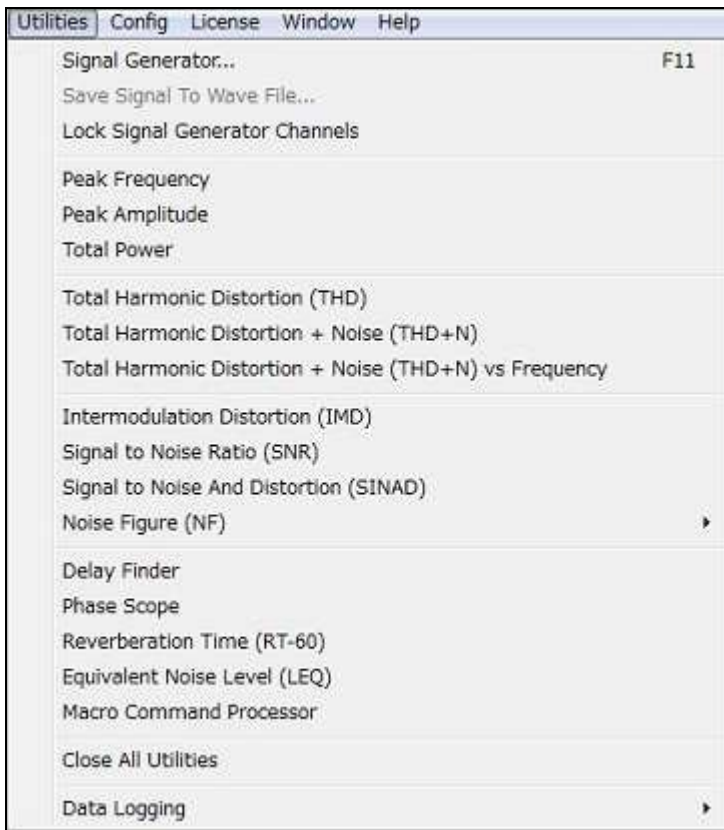 Utilities Config License Window Help
Signal Generator... F11
Save Signal To Wave File...
Lock Signal Generator Channels
Peak Frequency
Peak Amplitude
Total Power
Total Harmonic Distortion (THD)
Total Harmonic Distortion + Noise (THD+N)
Total Harmonic Distortion + Noise (THD+N) vs Frequency
Intermodulation Distortion (IMD)
Signal to Noise Ratio (SNR)
Signal to Noise And Distortion (SINAD)
Noise Figure (NF)
Delay Finder
Phase Scope
Reverberation Time (RT-60)
Equivalent Noise Level (LEQ)
Macro Command Processor
Close All Utilities
Data Logging